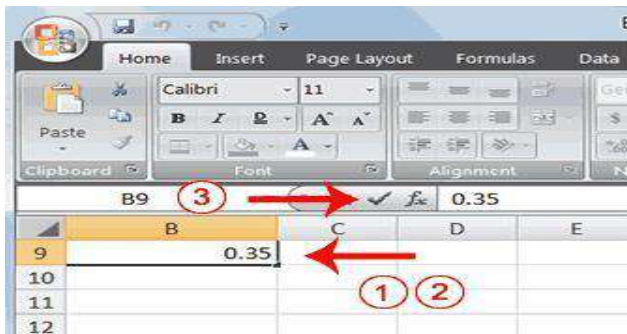 Home Insert Page Layout Formulas Data
Calibri 11
B I A A
Paste A
Clipboard Font Alignment
B9 3 fx 0.35
B C D E
9 0.35
10 1 2
11
12